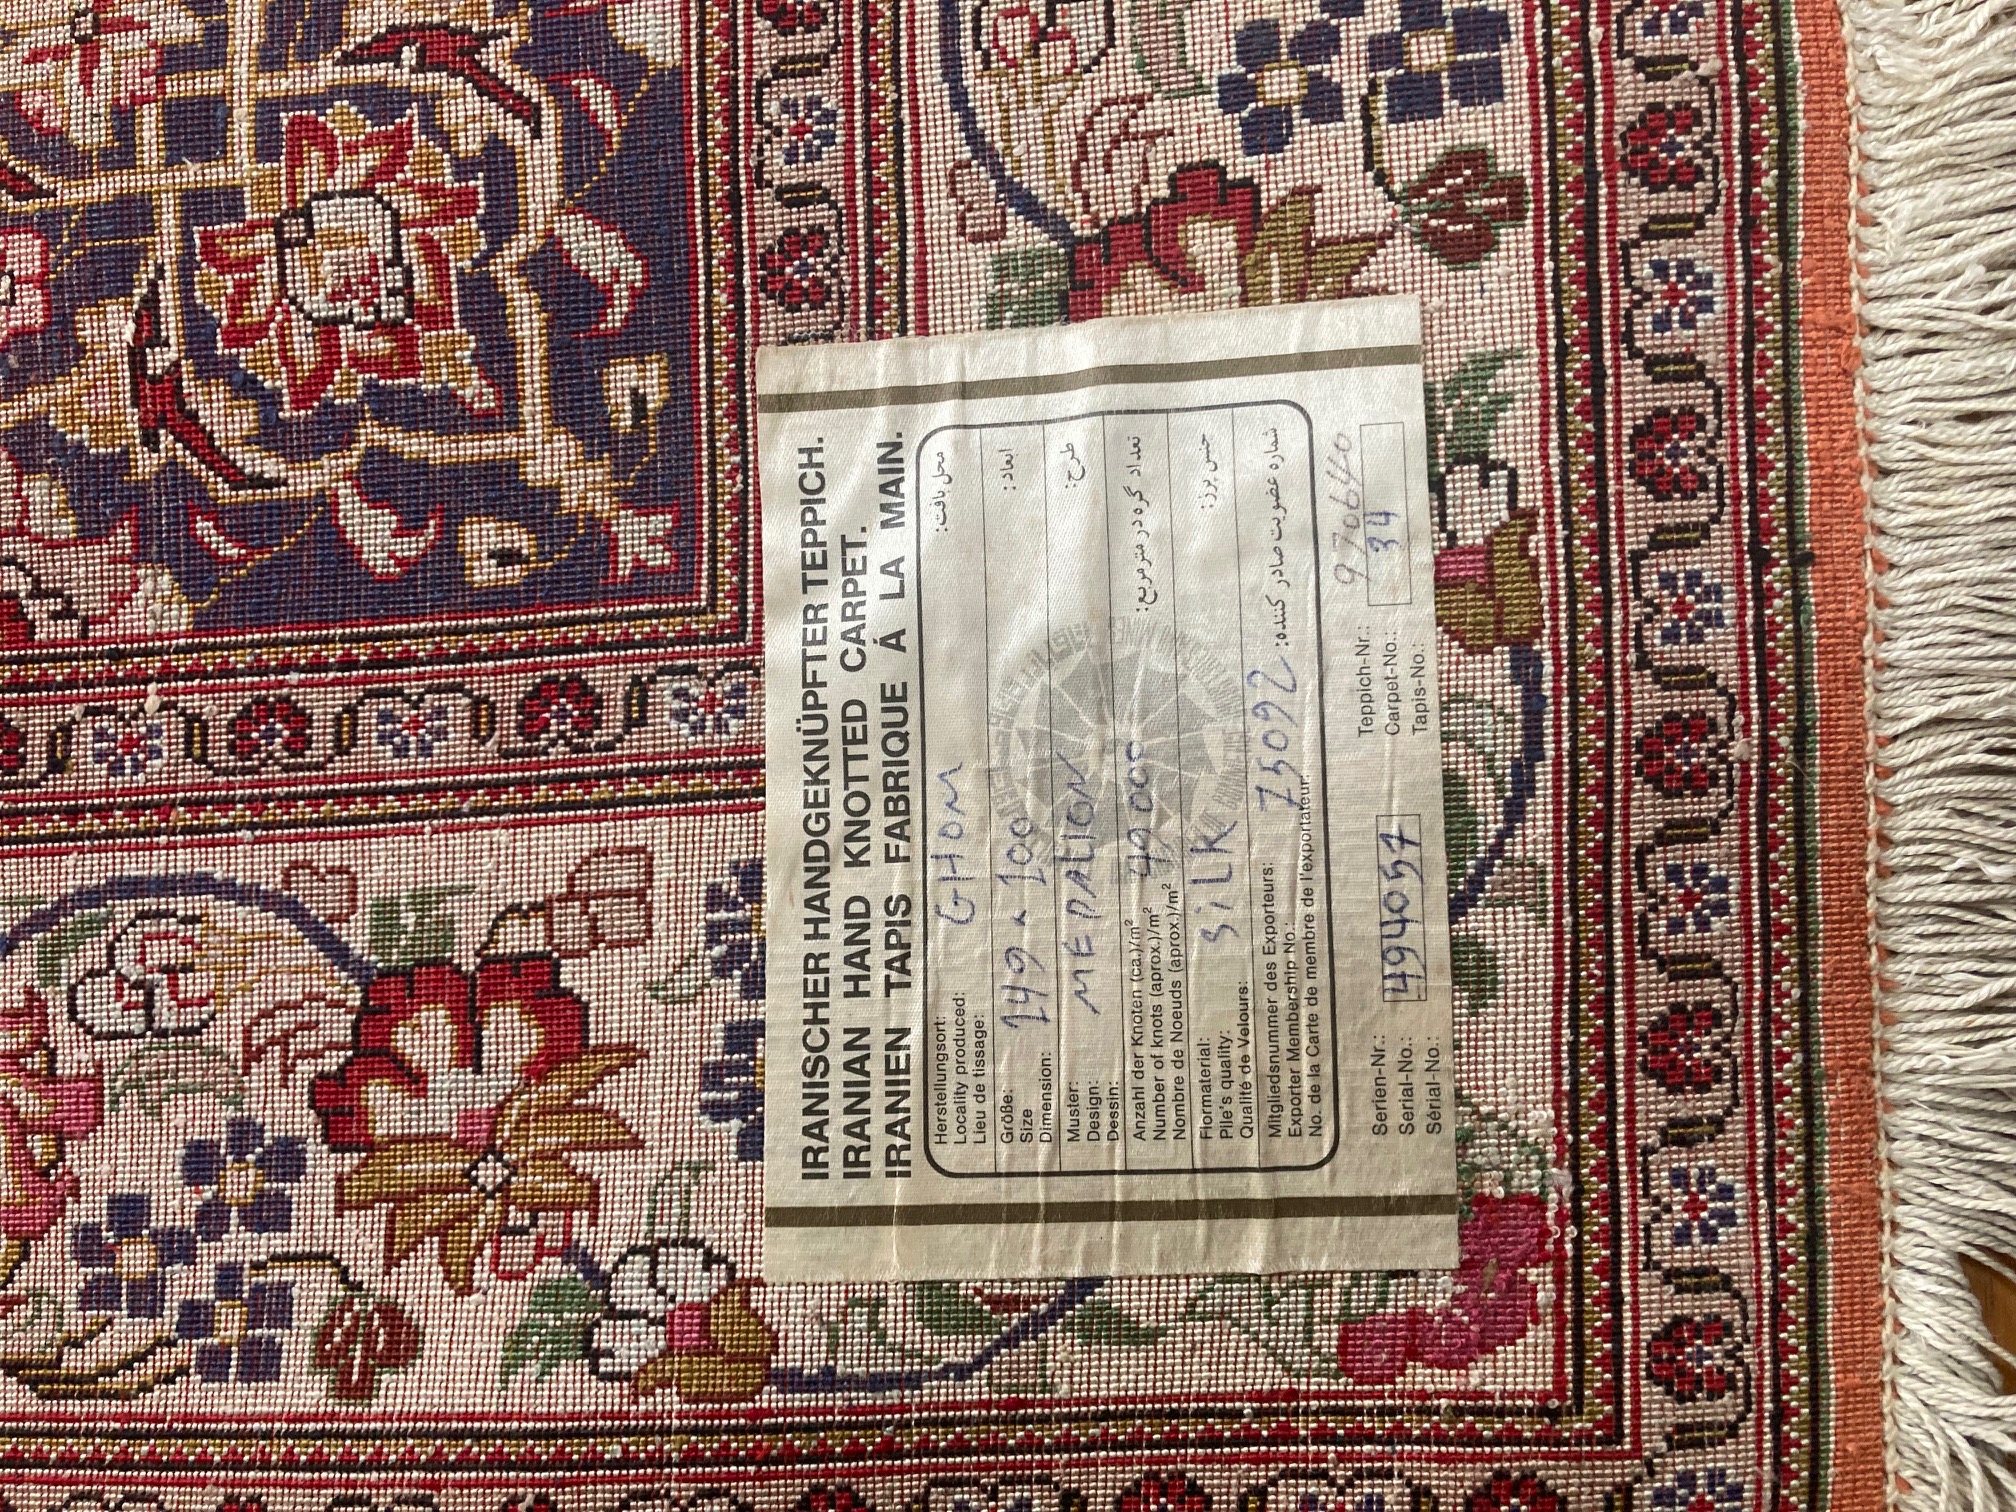 IRANISCHER HANDGEKNÜPFTER TEPPICH.
IRANIAN HAND KNOTTED CARPET.
IRANIEN TAPIS FABRIQUE Á LA MAIN.
Herstellungsort:
Locality produced: GHOM محل بافت:
Lieu de tissage:
Größe:
Size 149 x 100 ابعاد:
Dimension:
Muster:
Design: MEDALION طرح:
Dessin:
Anzahl der Knoten (ca.)/m²
Number of knots (aprox.)/m² تعداد گره در متر مربع:
Nombre de Noeuds (aprox.)/m²
Flormaterial:
Pile's quality: SiLK جنس پرز:
Qualité de Velours:
Mitgliedsnummer des Exporteurs:
Exporter Membership No.: 75092 شماره عضویت صادر کننده:
No. de la Carte de membre de l'exportateur:
970640
Serien-Nr.: Teppich-Nr.:
Serial-No.: 494057 Carpet-No.: 34
Sérial-No.: Tapis-No.: